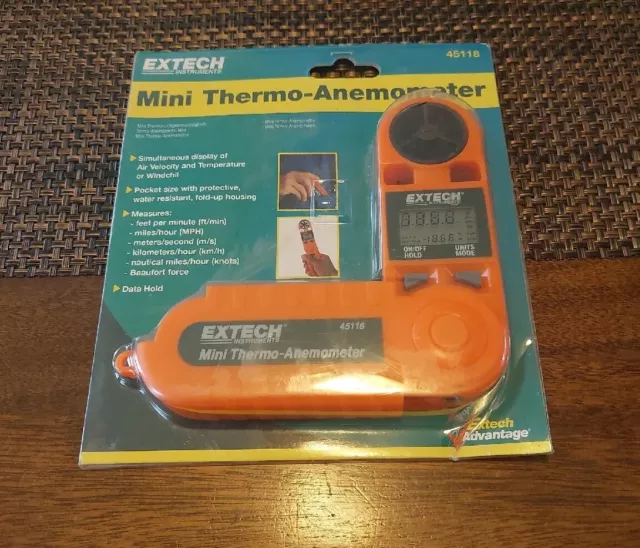 EXTECH
INSTRUMENTS
45118
Mini Thermo-Anemometer
Simultaneous display of
Air Velocity and Temperature
or Windchill
Pocket size with protective,
water resistant, fold-up housing
Measures:
- feet per minute (ft/min)
- miles/hour (MPH)
- meters/second (m/s)
- kilometers/hour (km/h)
- nautical miles/hour (knots)
- Beaufort force
Data Hold
EXTECH
ON/OFF UNITS
HOLD MODE
EXTECH
INSTRUMENTS
45118
Mini Thermo-Anemometer
Extech
Advantage